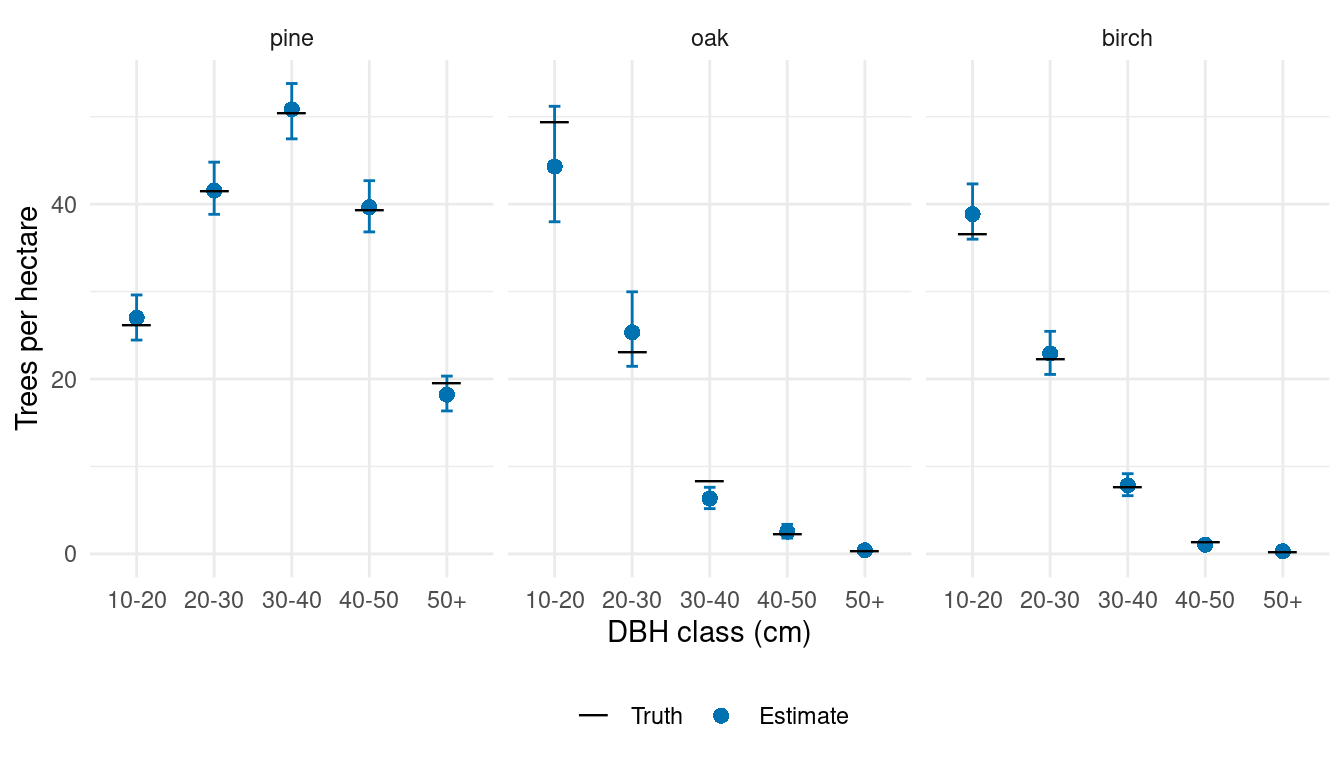 pine oak birch
Trees per hectare
40
20
0
10-20 20-30 30-40 40-50 50+ 10-20 20-30 30-40 40-50 50+ 10-20 20-30 30-40 40-50 50+
DBH class (cm)
Truth Estimate